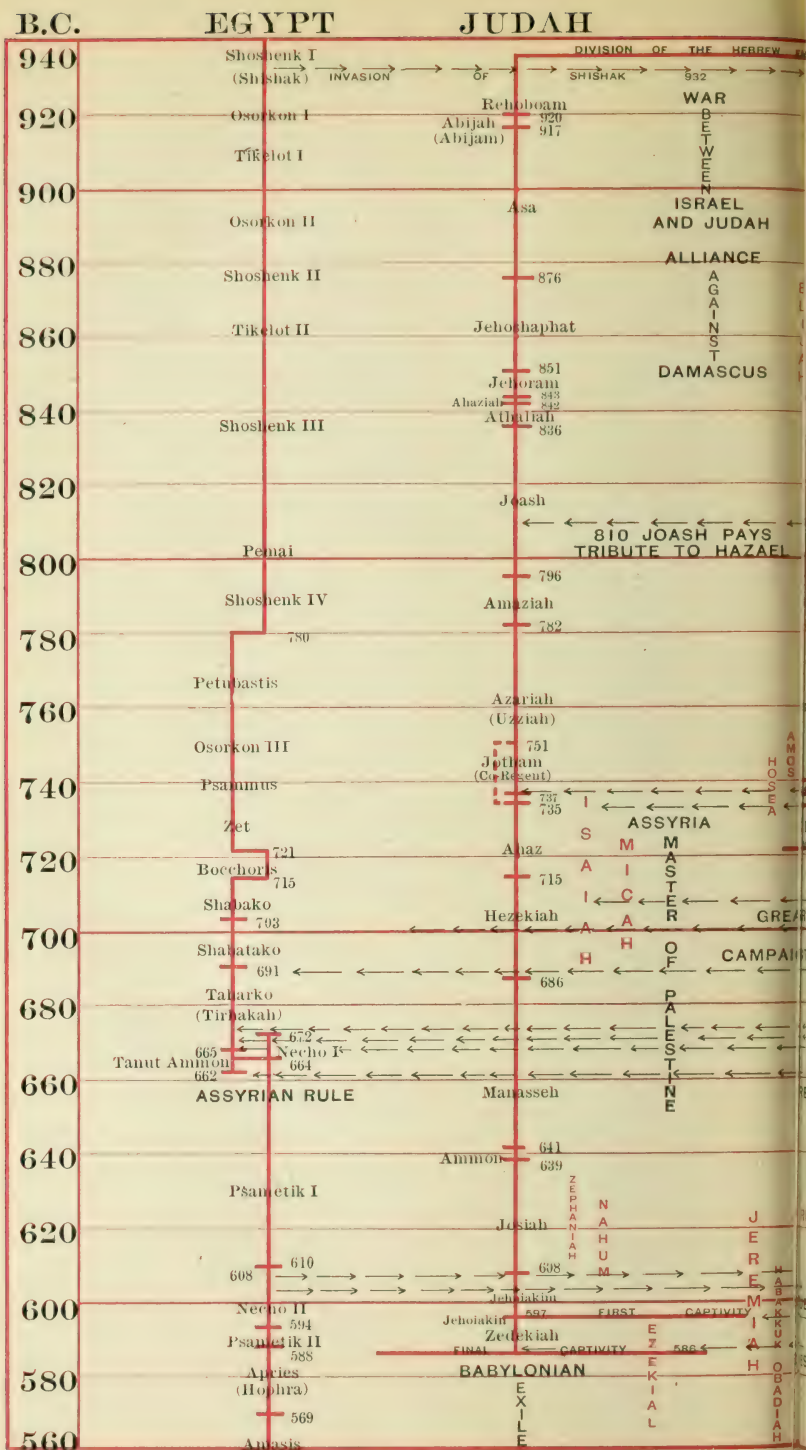 B.C. EGYPT JUDAH
940 Shoshenk I DIVISION OF THE HEBREW
(Shishak) INVASION OF SHISHAK 932
Rehoboam WAR
920 Osorkon I 920 BETWEEN
Abijah 917
(Abijam)
Tikelot I
900
Asa ISRAEL
Osorkon II AND JUDAH
880 ALLIANCE
Shoshenk II 876 AGAINST
860 Tikelot II Jehoshaphat
851 DAMASCUS
Jehoram
843
Ahaziah 842
840 Athaliah
Shoshenk III 836
820
Joash
810 JOASH PAYS
Pemai TRIBUTE TO HAZAEL
800
796
Shoshenk IV Amaziah
782
780 780
Petubastis
760 Azariah
(Uzziah)
Osorkon III 751 AMOS
Jotham HOSEA
(Co-Regent)
740 Psammus
737 ISAIAH
735
Zet ASSYRIA
MASTER OF PALESTINE
721 MICAH
720 Ahaz
Bocchoris
715 715
Shabako
703 Hezekiah
700
Shabatako
691
686
680 Taharko
(Tirhakah)
672
665 Necho I
Tanut Ammon 664
662
660
ASSYRIAN RULE Manasseh
641
640 Ammon 639
Psametik I ZEPHANIAH
NAHUM
620 Josiah JEREMIAH
610
608 608 HABAKKUK
600 Jehoiakim
Necho II 597 FIRST CAPTIVITY
594 Jehoiakin
Psametik II Zedekiah EZEKIAL
588 FINAL CAPTIVITY 586
580 Apries BABYLONIAN OBADIAH
(Hophra) EXILE
569
560 Amasis